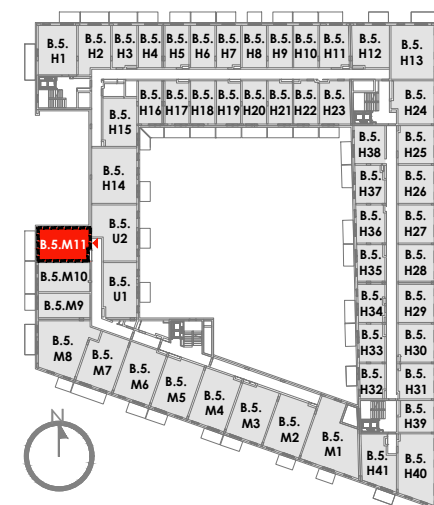 B.5.
H1
B.5.
H2
B.5.
H3
B.5.
H4
B.5.
H5
B.5.
H6
B.5.
H7
B.5.
H8
B.5.
H9
B.5.
H10
B.5.
H11
B.5.
H12
B.5.
H13
B.5.
H16
B.5.
H17
B.5.
H18
B.5.
H19
B.5.
H20
B.5.
H21
B.5.
H22
B.5.
H23
B.5.
H24
B.5.
H15
B.5.
H38
B.5.
H25
B.5.
H14
B.5.
H37
B.5.
H26
B.5.
U2
B.5.
H36
B.5.
H27
B.5.M11
B.5.
H35
B.5.
H28
B.5.M10
B.5.
U1
B.5.
H34
B.5.
H29
B.5.M9
B.5.
H33
B.5.
H30
B.5.
M8
B.5.
M7
B.5.
M6
B.5.
M5
B.5.
M4
B.5.
M3
B.5.
M2
B.5.
M1
B.5.
H32
B.5.
H31
B.5.
H39
B.5.
H41
B.5.
H40
N